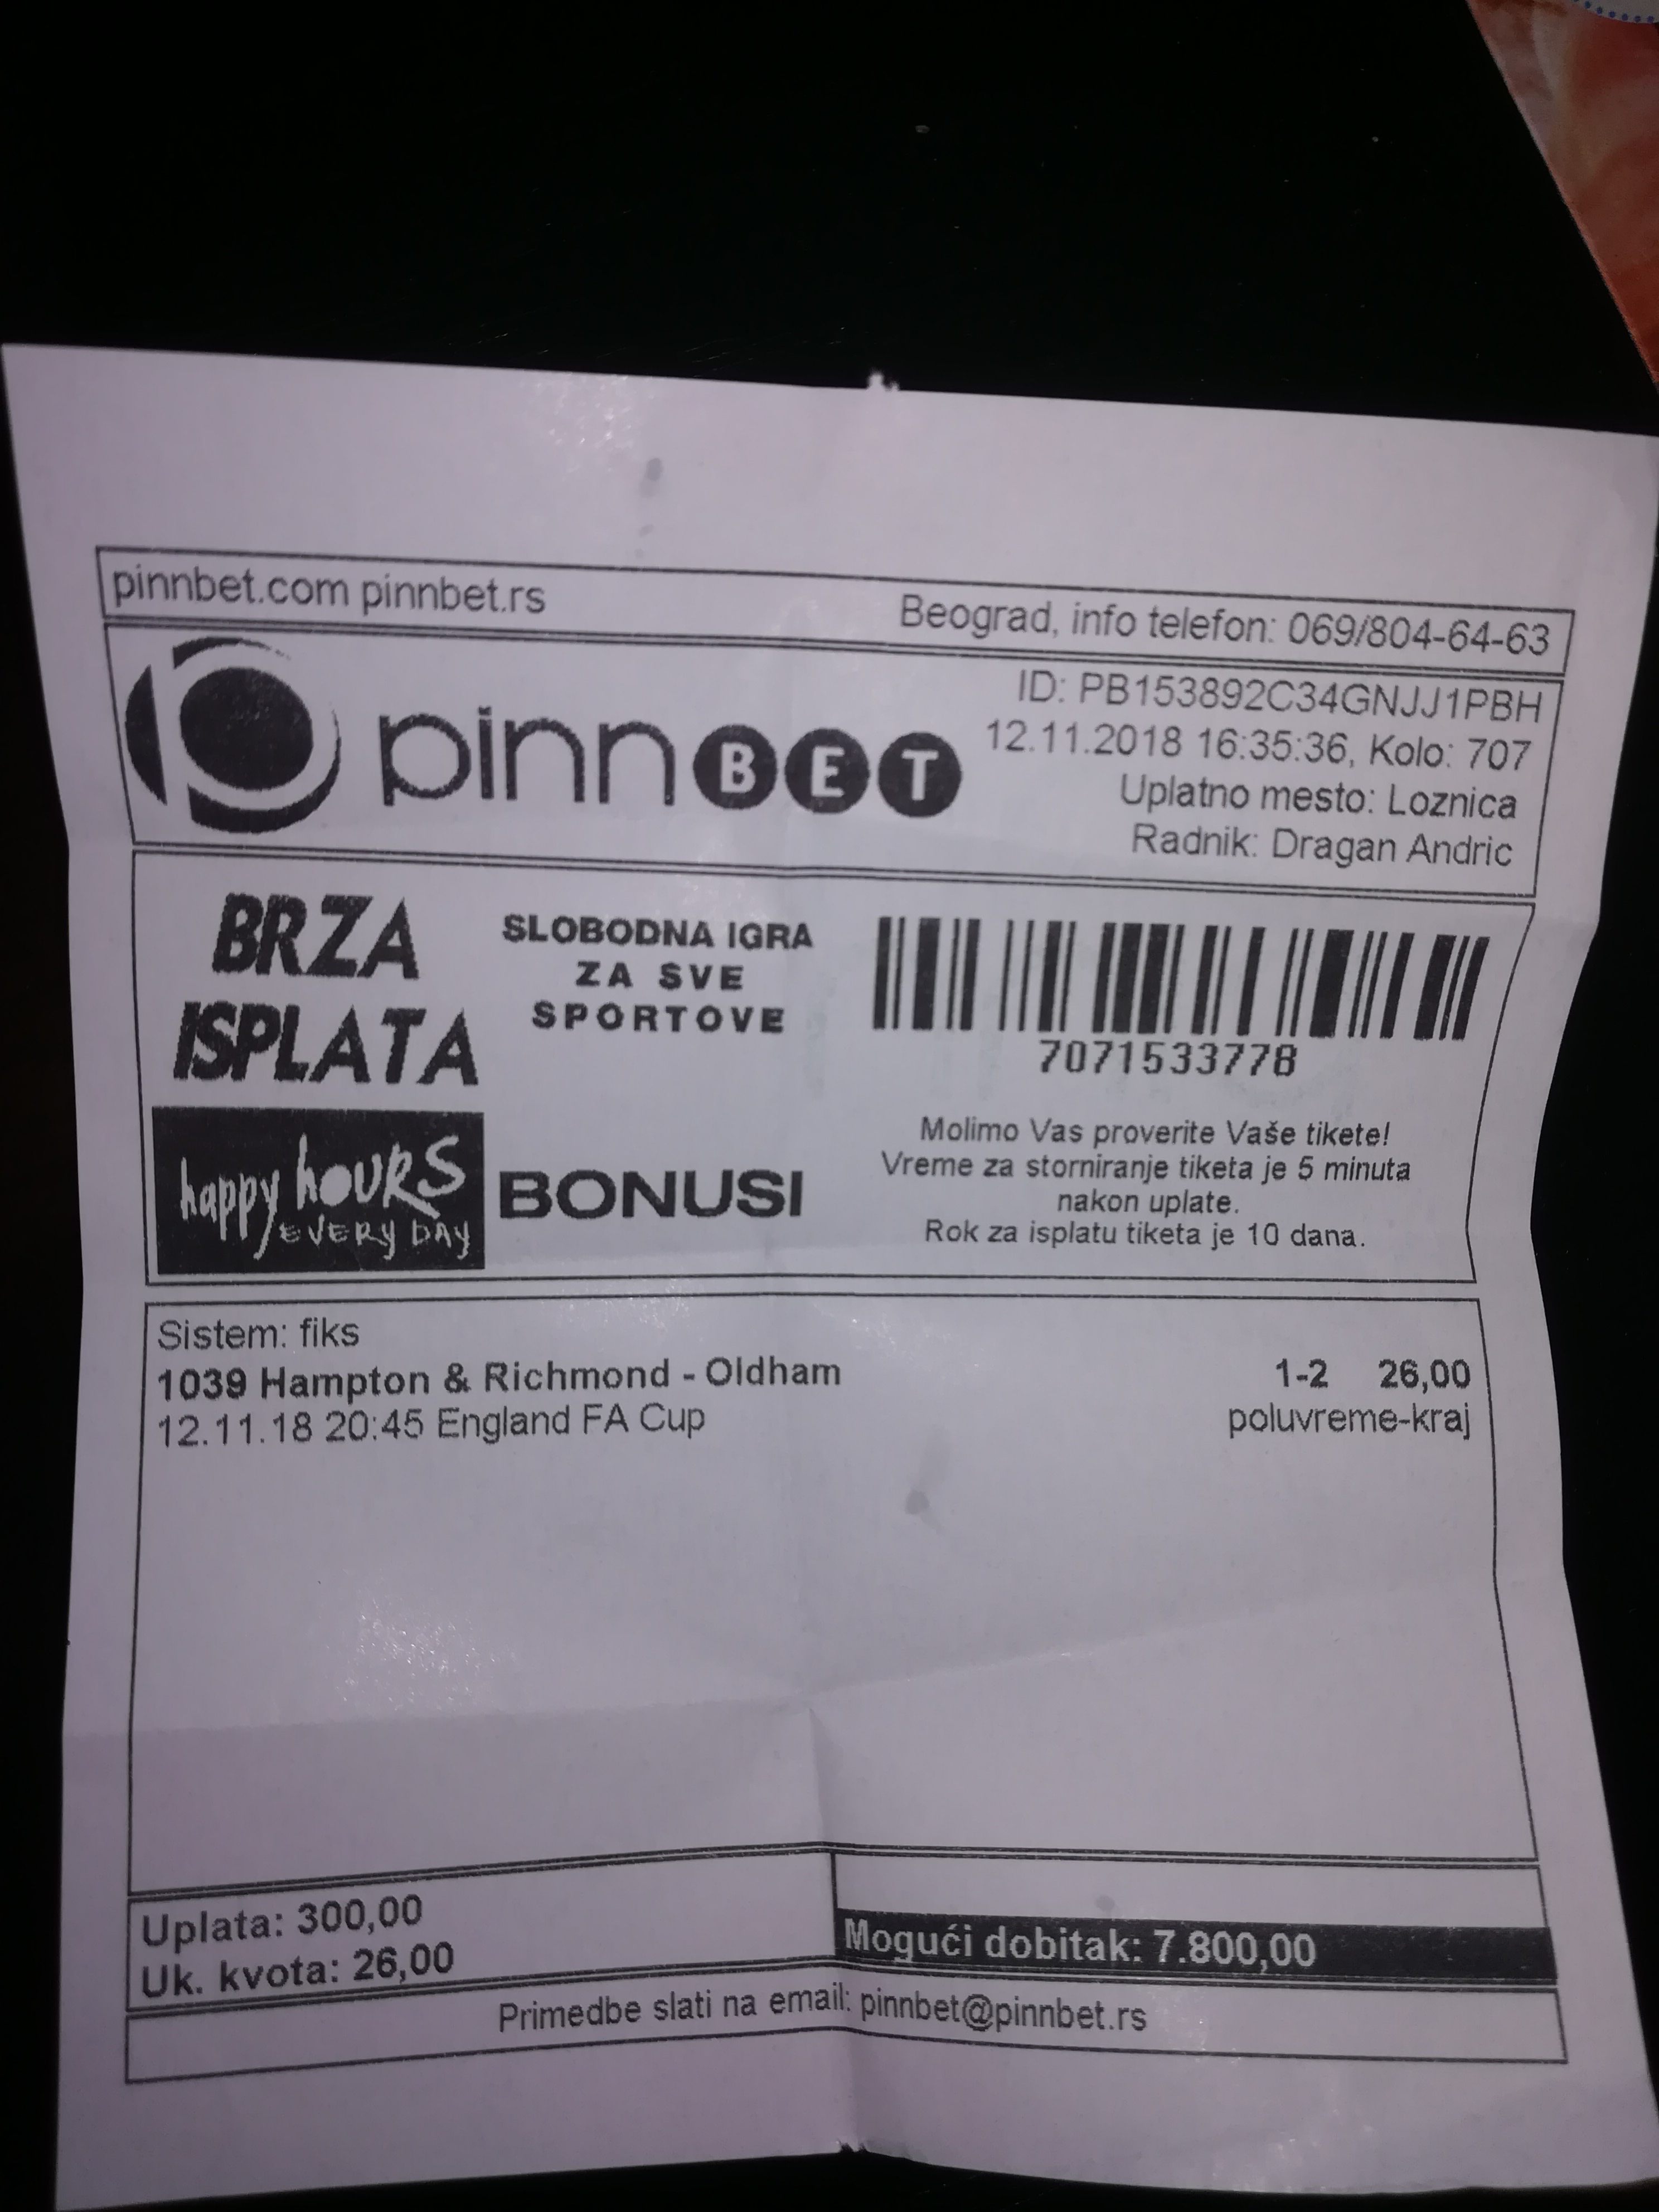 pinnbet.com pinnbet.rs
Beograd, info telefon: 069/804-64-63
pinnBET
ID: PB153892C34GNJJ1PBH
12.11.2018 16:35:36, Kolo: 707
Uplatno mesto: Loznica
Radnik: Dragan Andric
BRZA
ISPLATA
SLOBODNA IGRA
ZA SVE
SPORTOVE
7071533778
happy hours
EVERY DAY
BONUSI
Molimo Vas proverite Vaše tikete!
Vreme za storniranje tiketa je 5 minuta
nakon uplate.
Rok za isplatu tiketa je 10 dana.
Sistem: fiks
1039 Hampton & Richmond - Oldham 1-2 26,00
12.11.18 20:45 England FA Cup poluvreme-kraj
Uplata: 300,00
Uk. kvota: 26,00
Mogući dobitak: 7.800,00
Primedbe slati na email: pinnbet@pinnbet.rs